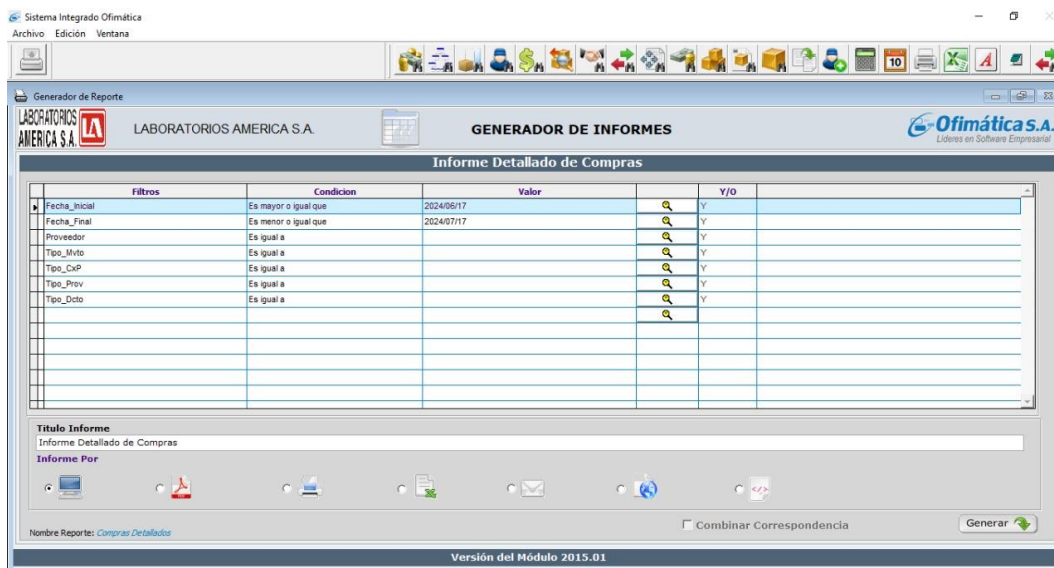 Sistema Integrado Ofimática
Archivo Edición Ventana
10
A
Generador de Reporte
LABORATORIOS
AMERICA S.A.
LA
LABORATORIOS AMERICA S.A.
GENERADOR DE INFORMES
Ofimática S.A.
Líderes en Software Empresarial
Informe Detallado de Compras
Filtros Condicion Valor Y/O
Fecha_Inicial Es mayor o igual que 2024/06/17 Y
Fecha_Final Es menor o igual que 2024/07/17 Y
Proveedor Es igual a Y
Tipo_Mvto Es igual a Y
Tipo_CxP Es igual a Y
Tipo_Prov Es igual a Y
Tipo_Dcto Es igual a Y
Titulo Informe
Informe Detallado de Compras
Informe Por
Nombre Reporte: Compras Detallados
Combinar Correspondencia
Generar
Versión del Módulo 2015.01